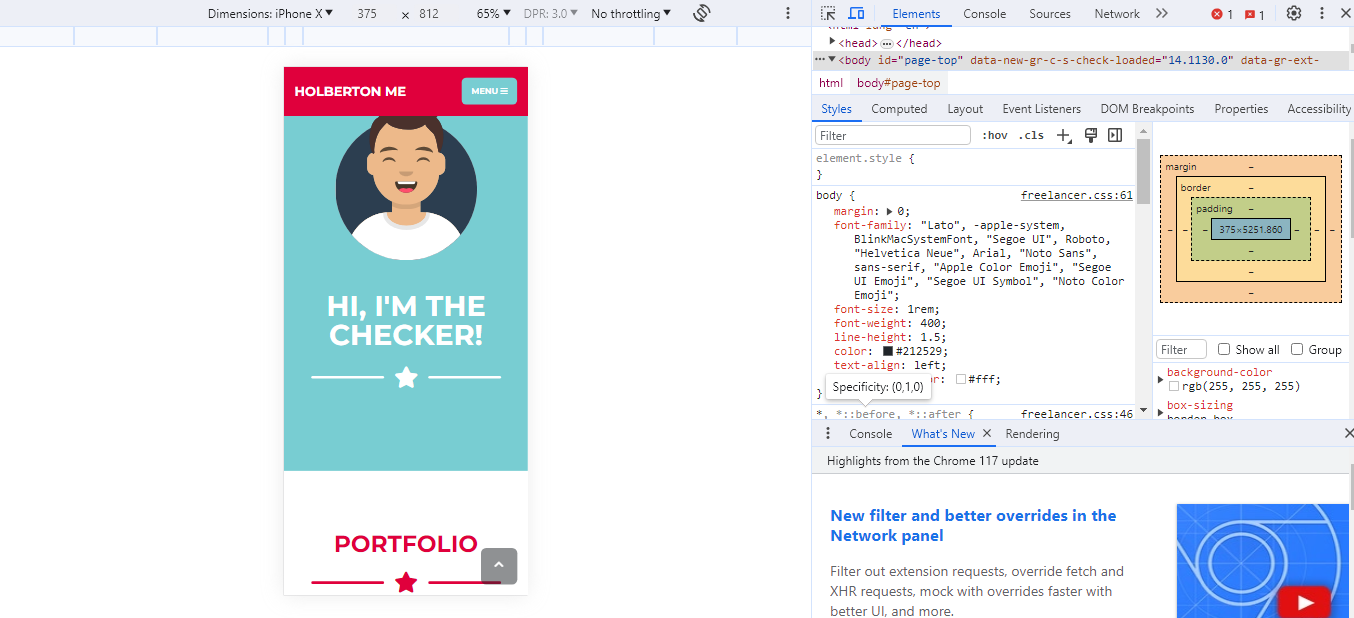 Dimensions: iPhone X ▼ 375 × 812 65% ▼ DPR: 3.0 ▼ No throttling ▼
Elements Console Sources Network 1 1
<head> ••• </head>
<body id="page-top" data-new-gr-c-s-check-loaded="14.1130.0" data-gr-ext-
html body#page-top
Styles Computed Layout Event Listeners DOM Breakpoints Properties Accessibility
Filter :hov .cls
element.style {
}
body { freelancer.css:61
margin: ▶ 0;
font-family: "Lato", -apple-system,
BlinkMacSystemFont, "Segoe UI", Roboto,
"Helvetica Neue", Arial, "Noto Sans",
sans-serif, "Apple Color Emoji", "Segoe
UI Emoji", "Segoe UI Symbol", "Noto Color
Emoji";
font-size: 1rem;
font-weight: 400;
line-height: 1.5;
color: #212529;
text-align: left;
#fff;
Specificity: (0,1,0)
}
*, *::before, *::after { freelancer.css:46
margin –
border –
padding –
– – – 375×5251.860 – – –
–
–
–
Filter Show all Group
background-color
rgb(255, 255, 255)
box-sizing
border-box
Console What's New × Rendering
Highlights from the Chrome 117 update
New filter and better overrides in the
Network panel
Filter out extension requests, override fetch and
XHR requests, mock with overrides faster with
better UI, and more.
HOLBERTON ME
MENU
HI, I'M THE
CHECKER!
PORTFOLIO